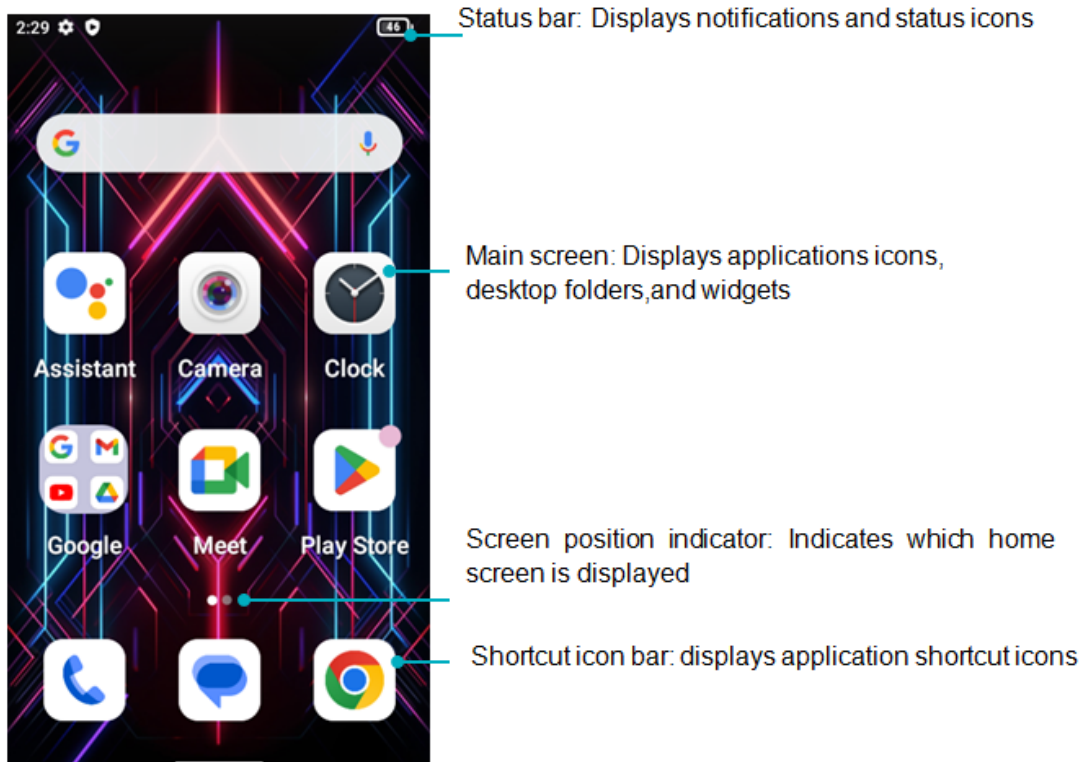 2:29
46
Status bar: Displays notifications and status icons
Main screen: Displays applications icons,
desktop folders,and widgets
Assistant
Camera
Clock
Google
Meet
Play Store
Screen position indicator: Indicates which home
screen is displayed
Shortcut icon bar: displays application shortcut icons